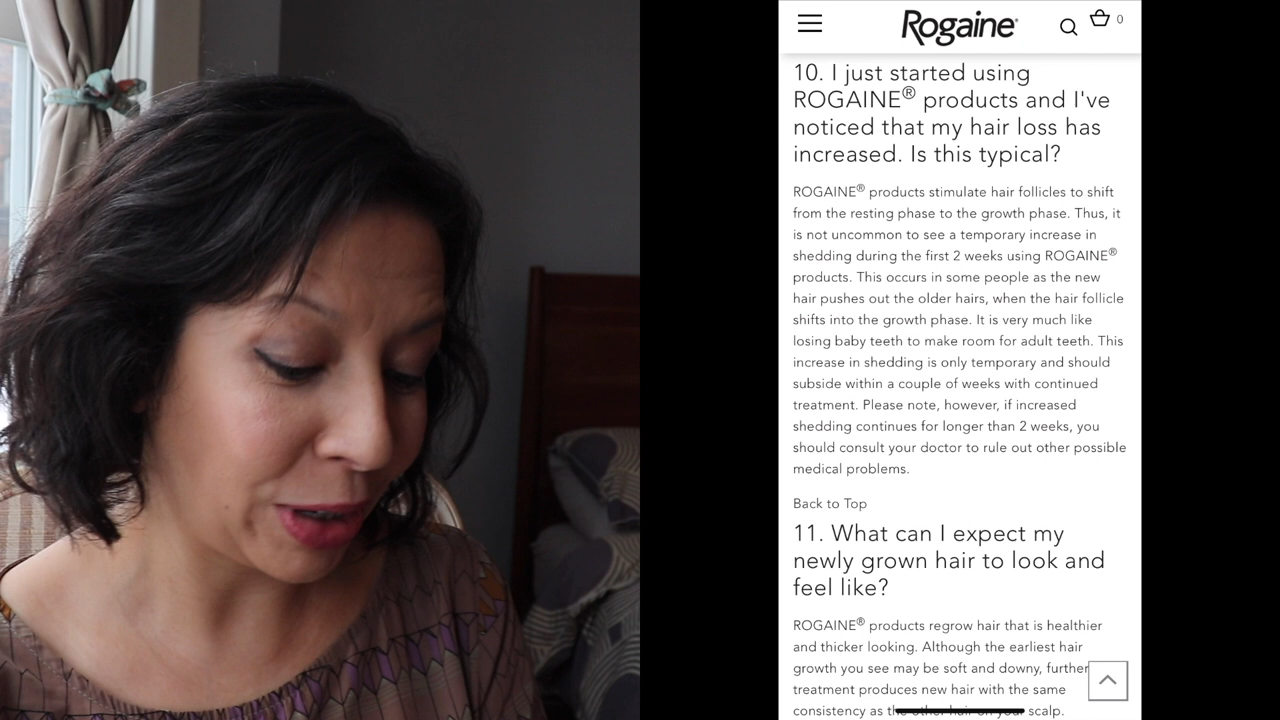 Rogaine®
0
10. I just started using
ROGAINE® products and I've
noticed that my hair loss has
increased. Is this typical?
ROGAINE® products stimulate hair follicles to shift
from the resting phase to the growth phase. Thus, it
is not uncommon to see a temporary increase in
shedding during the first 2 weeks using ROGAINE®
products. This occurs in some people as the new
hair pushes out the older hairs, when the hair follicle
shifts into the growth phase. It is very much like
losing baby teeth to make room for adult teeth. This
increase in shedding is only temporary and should
subside within a couple of weeks with continued
treatment. Please note, however, if increased
shedding continues for longer than 2 weeks, you
should consult your doctor to rule out other possible
medical problems.
Back to Top
11. What can I expect my
newly grown hair to look and
feel like?
ROGAINE® products regrow hair that is healthier
and thicker looking. Although the earliest hair
growth you see may be soft and downy, further
treatment produces new hair with the same
consistency as the other hair on your scalp.